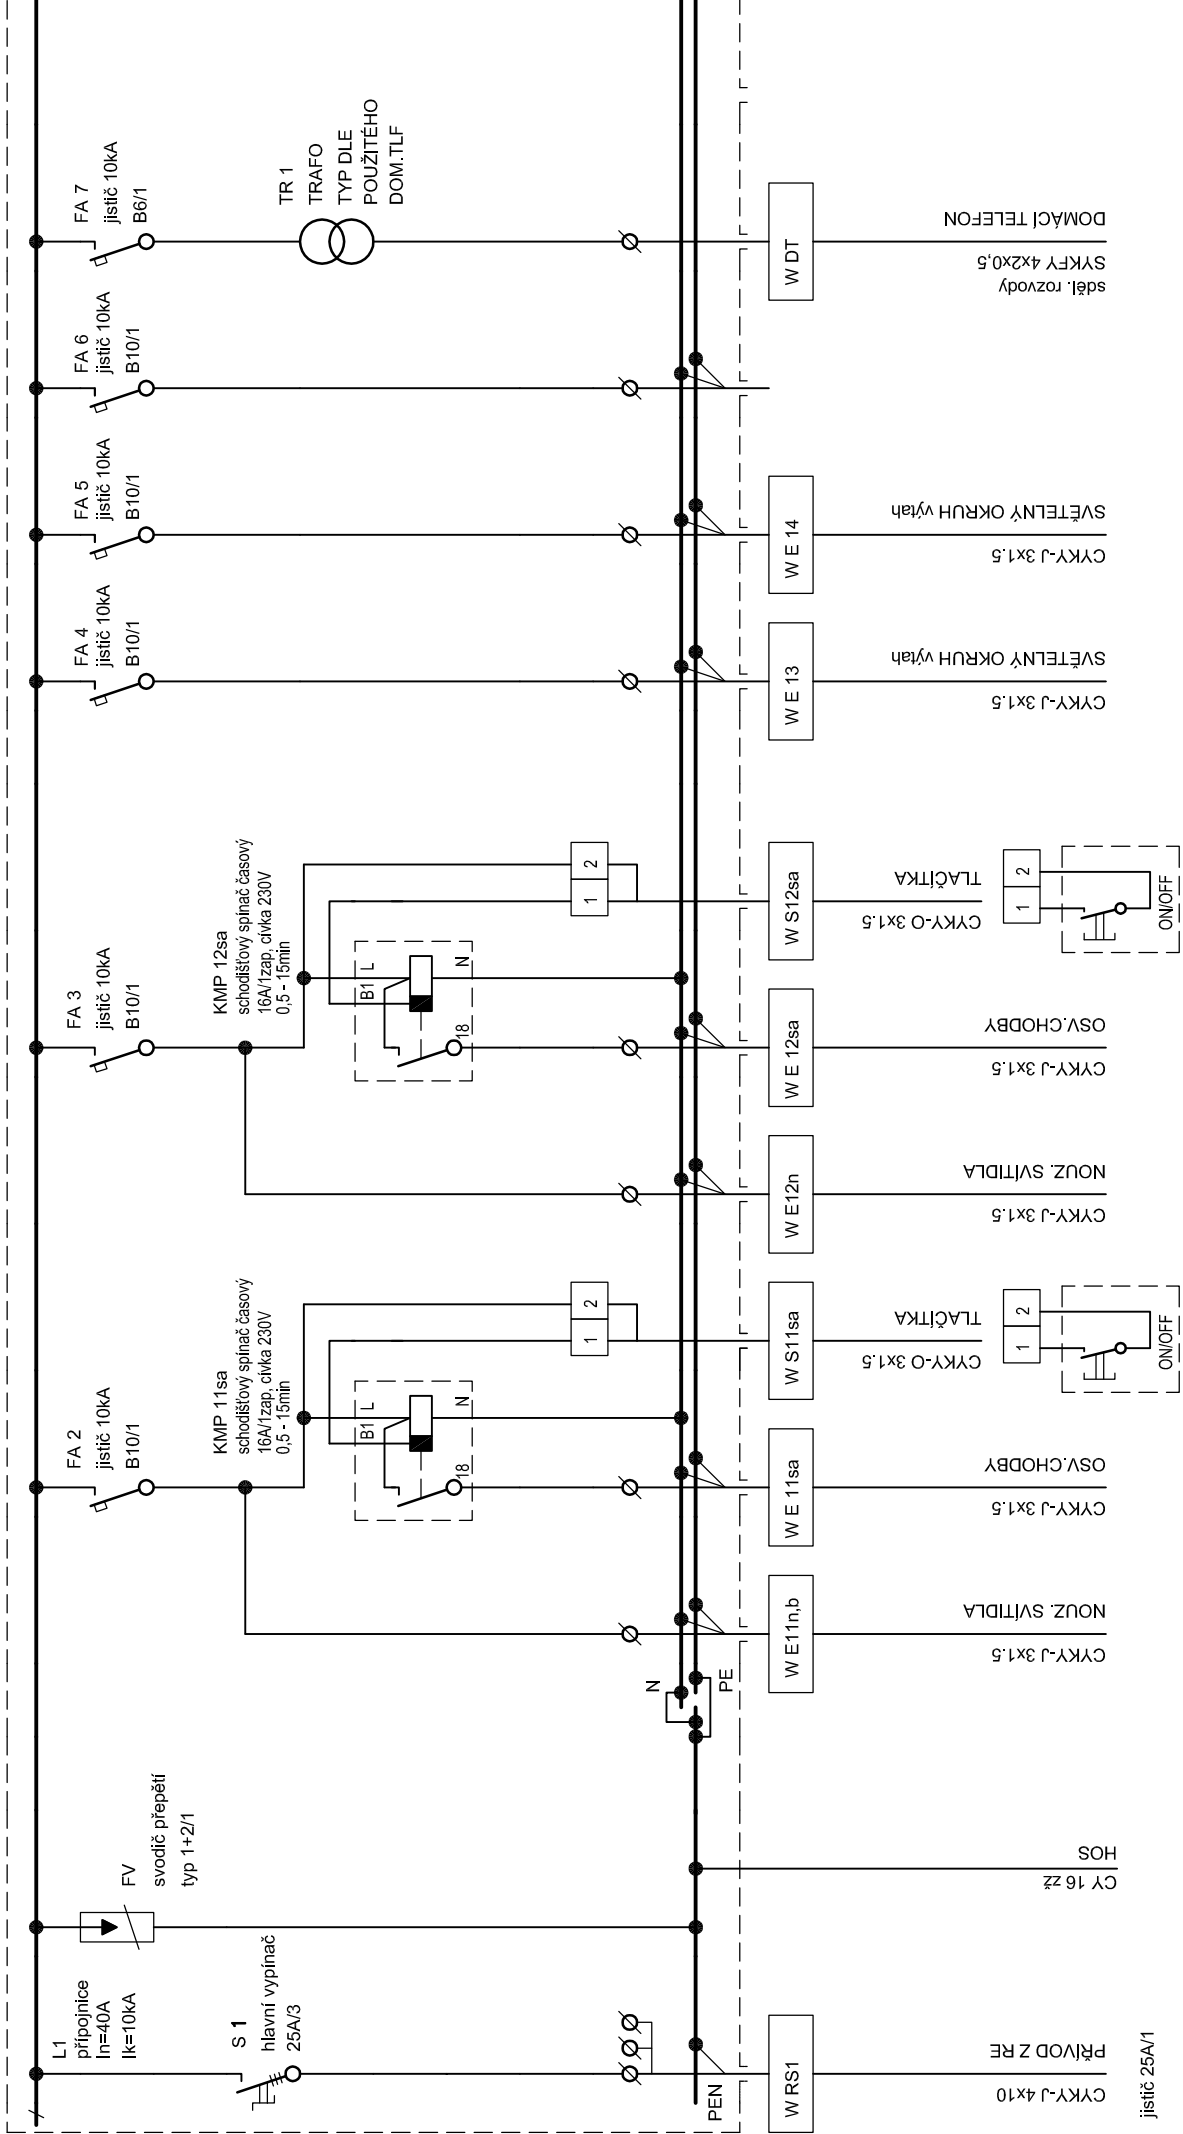 L1
přípojnice
In=40A
Ik=10kA
S 1
hlavní vypínač
25A/3
PEN
W RS1
PŘÍVOD Z RE
CYKY-J 4x10
jistič 25A/1
FV
svodič přepětí
typ 1+2/1
HOS
CY 16 zž
N
PE
W E11n,b
NOUZ. SVÍTIDLA
CYKY-J 3x1.5
FA 2
jistič 10kA
B10/1
KMP 11sa
schodišťový spínač časový
16A/1zap, cívka 230V
0,5 - 15min
B1
L
N
18
W E 11sa
OSV.CHODBY
CYKY-J 3x1.5
1
2
W S11sa
TLAČÍTKA
CYKY-O 3x1.5
1
2
ON/OFF
W E12n
NOUZ. SVÍTIDLA
CYKY-J 3x1.5
FA 3
jistič 10kA
B10/1
KMP 12sa
schodišťový spínač časový
16A/1zap, cívka 230V
0,5 - 15min
B1
L
N
18
W E 12sa
OSV.CHODBY
CYKY-J 3x1.5
1
2
W S12sa
TLAČÍTKA
CYKY-O 3x1.5
1
2
ON/OFF
FA 4
jistič 10kA
B10/1
W E 13
SVĚTELNÝ OKRUH výtah
CYKY-J 3x1.5
FA 5
jistič 10kA
B10/1
W E 14
SVĚTELNÝ OKRUH výtah
CYKY-J 3x1.5
FA 6
jistič 10kA
B10/1
FA 7
jistič 10kA
B6/1
TR 1
TRAFO
TYP DLE
POUŽITÉHO
DOM.TLF
W DT
DOMÁCÍ TELEFON
SYKFY 4x2x0,5
sděl. rozvody